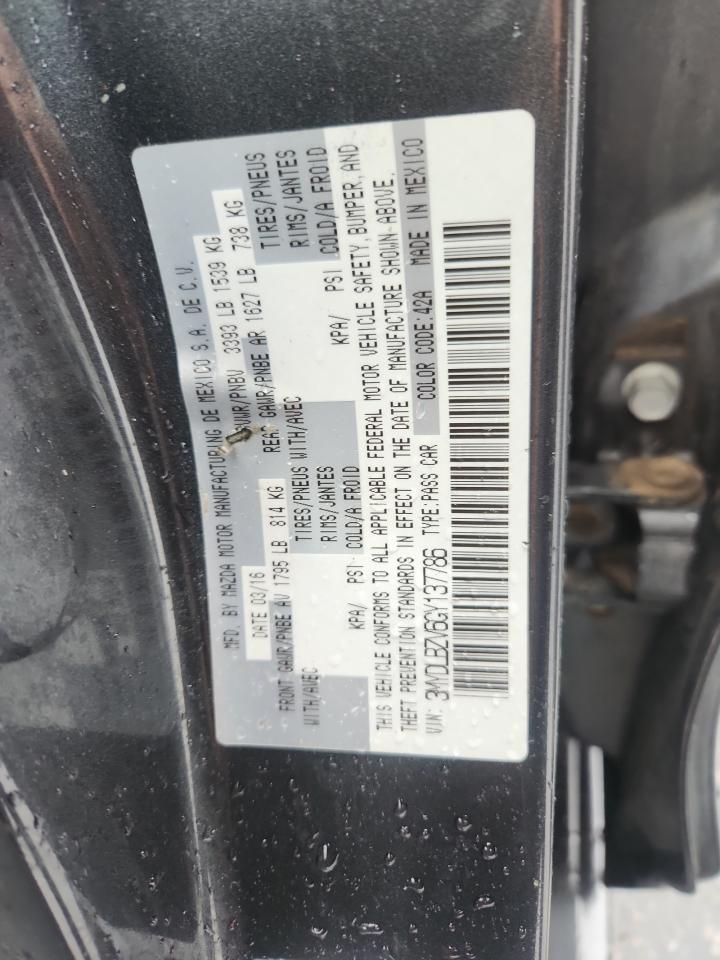 MFD. BY MAZDA MOTOR MANUFACTURING DE MEXICO S.A. DE C.V.
DATE 03/16 GVWR/PNBV 3393 LB 1539 KG
FRONT GAWR/PNBE AV 1795 LB 814 KG REAR GAWR/PNBE AR 1627 LB 738 KG
WITH/AVEC TIRES/PNEUS WITH/AVEC TIRES/PNEUS
RIMS/JANTES RIMS/JANTES
KPA/ PSI COLD/A FROID KPA/ PSI COLD/A FROID
THIS VEHICLE CONFORMS TO ALL APPLICABLE FEDERAL MOTOR VEHICLE SAFETY, BUMPER, AND
THEFT PREVENTION STANDARDS IN EFFECT ON THE DATE OF MANUFACTURE SHOWN ABOVE.
VIN: 3MYDLBZV6GY137786 TYPE:PASS CAR COLOR CODE:42A MADE IN MEXICO